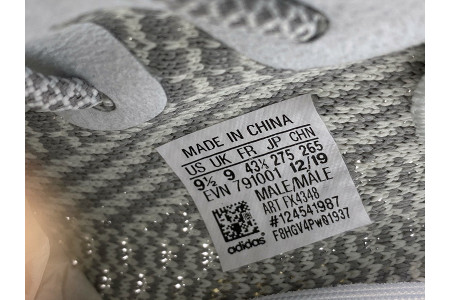 MADE IN CHINA
US UK FR JP CHN
9½ 9 43⅓ 275 265
EVN 791001 12/19
MALE/MALE
ART FX4348
#124541987
F8HGV4PWQ1937
adidas